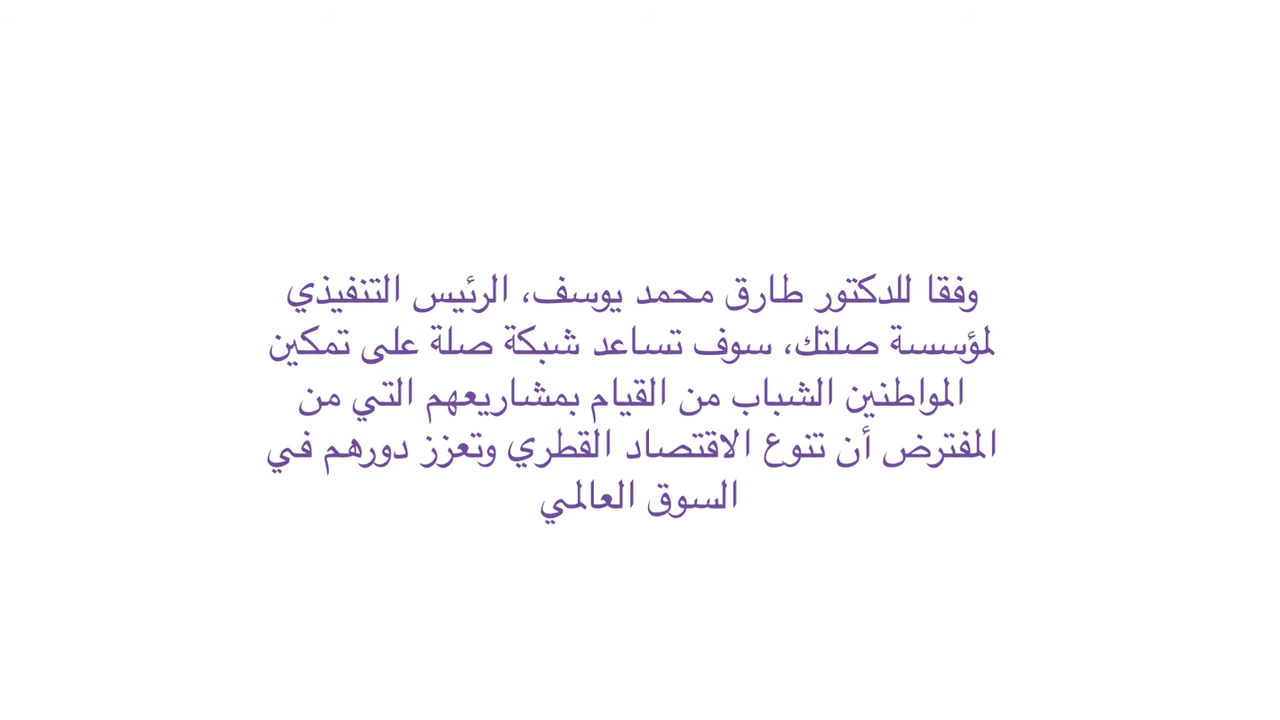 وفقا للدكتور طارق محمد يوسف، الرئيس التنفيذي
لمؤسسة صلتك، سوف تساعد شبكة صلة على تمكين
المواطنين الشباب من القيام بمشاريعهم التي من
المفترض أن تنوع الاقتصاد القطري وتعزز دورهم في
السوق العالمي